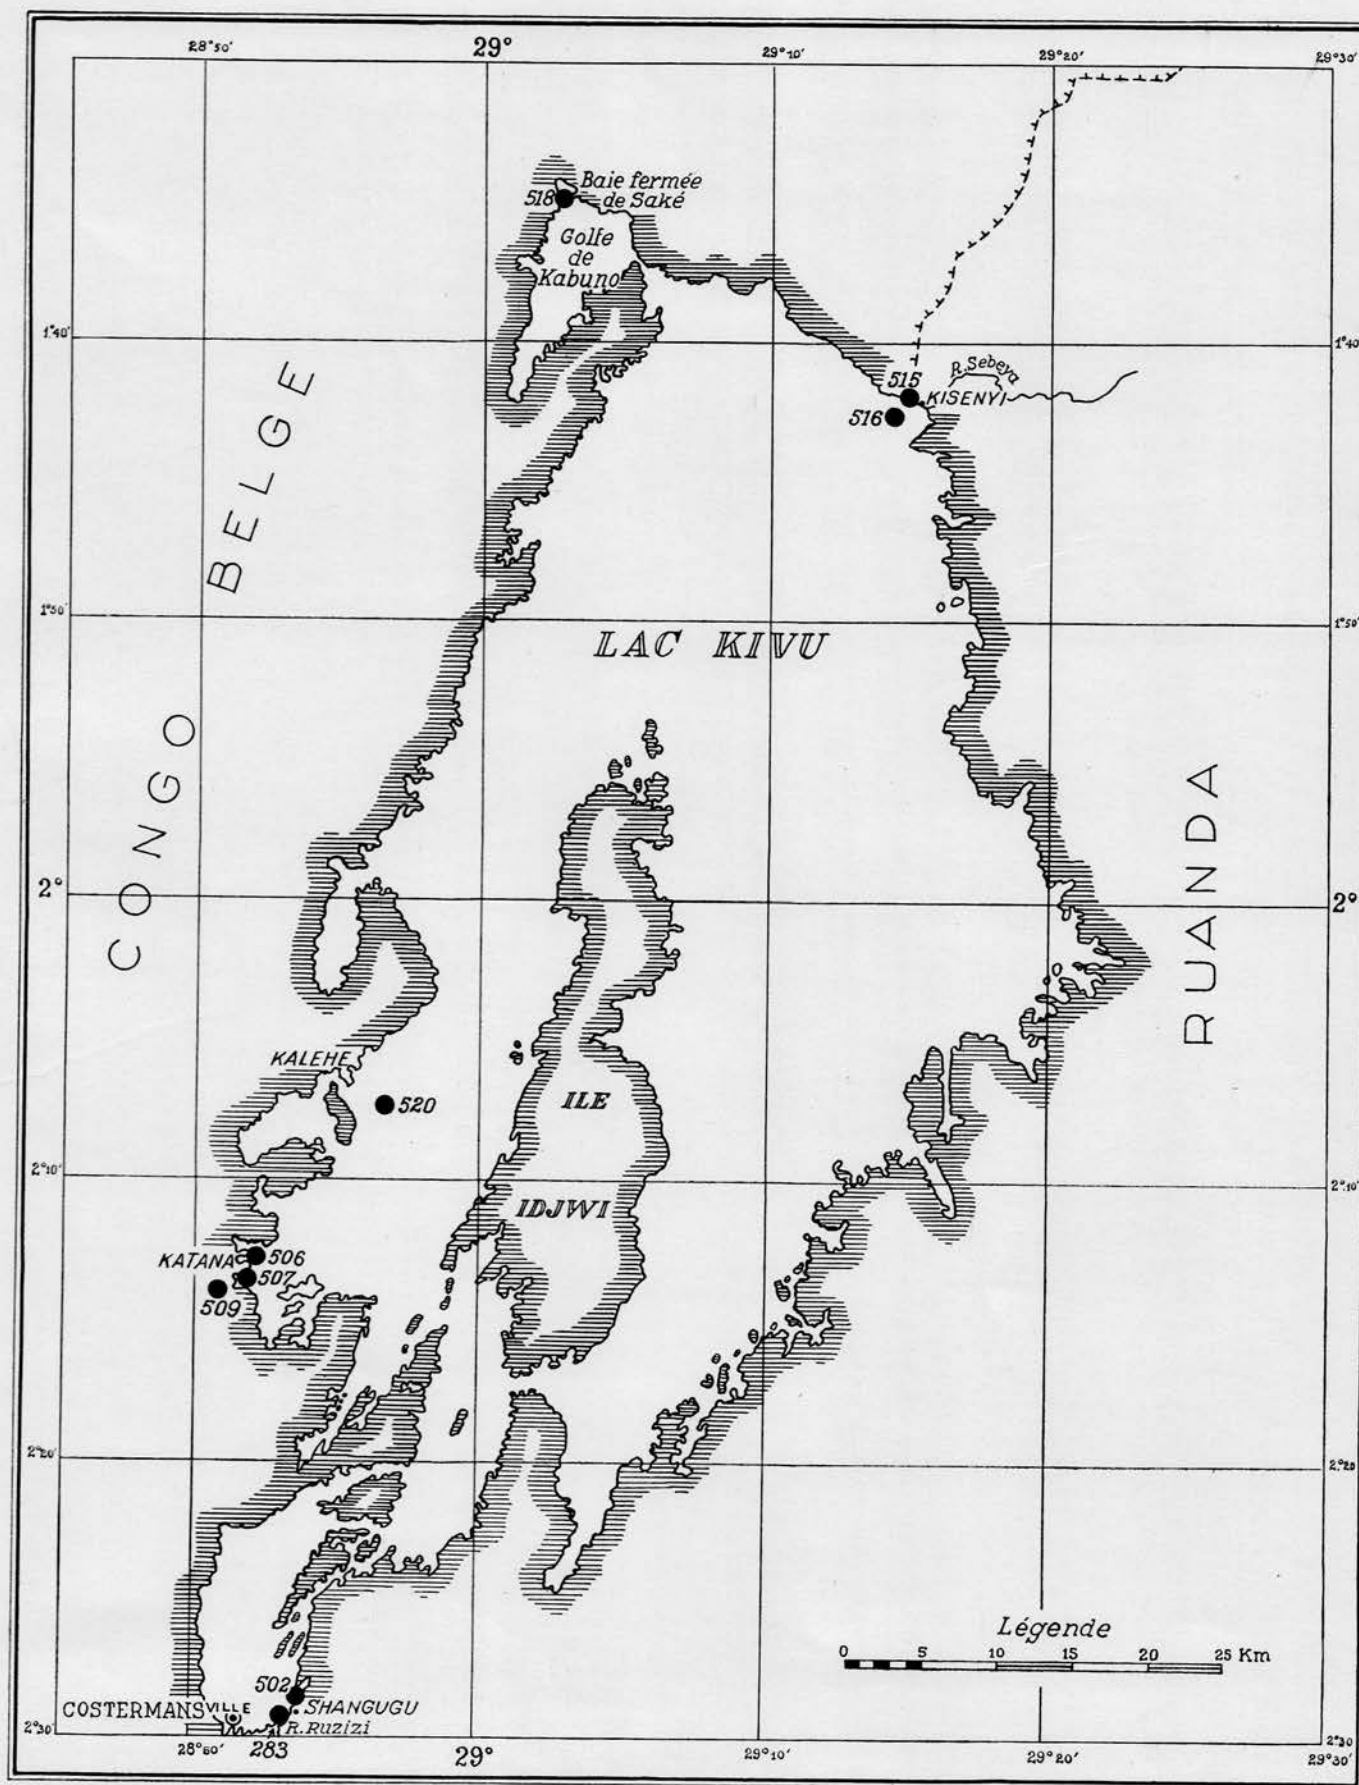 28°50' 29° 29°10' 29°20' 29°30'
Baie fermée
518 de Saké
Golfe
de
Kabuno
1°40' 1°40'
R.Sebeya
515
KISENYI
516
CONGO BELGE
1°50' 1°50'
LAC KIVU
RUANDA
2° 2°
KALEHE
520
ILE
2°10' 2°10'
IDJWI
KATANA 506
507
509
2°20' 2°20'
Légende
0 5 10 15 20 25 Km
502
SHANGUGU
COSTERMANSVILLE
R.Ruzizi
2°30' 2°30
28°50' 283 29° 29°10' 29°20' 29°30'